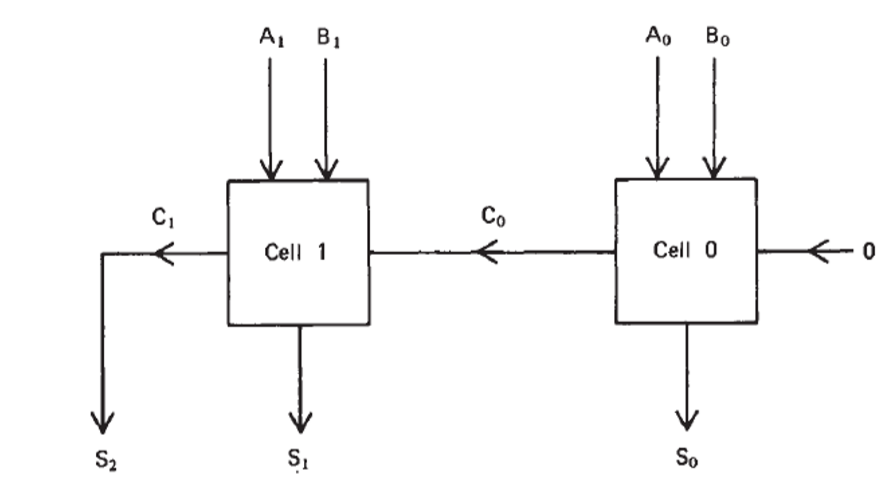 A₁ B₁ A₀ B₀
C₁ Cell 1 C₀ Cell 0 0
S₂ S₁ S₀